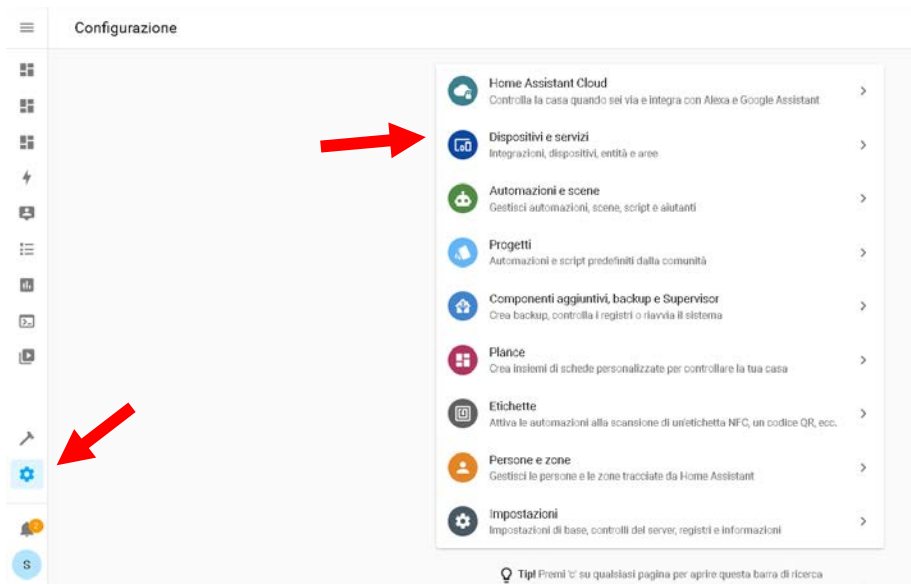 Configurazione
Home Assistant Cloud
Controlla la casa quando sei via e integra con Alexa e Google Assistant
Dispositivi e servizi
Integrazioni, dispositivi, entità e aree
Automazioni e scene
Gestisci automazioni, scene, script e aiutanti
Progetti
Automazioni e script predefiniti dalla comunità
Componenti aggiuntivi, backup e Supervisor
Crea backup, controlla i registri o riavvia il sistema
Plance
Crea insiemi di schede personalizzate per controllare la tua casa
Etichette
Attiva le automazioni alla scansione di un'etichetta NFC, un codice QR, ecc.
Persone e zone
Gestisci le persone e le zone tracciate da Home Assistant
Impostazioni
Impostazioni di base, controlli del server, registri e informazioni
2
S
Tip! Premi 'c' su qualsiasi pagina per aprire questa barra di ricerca